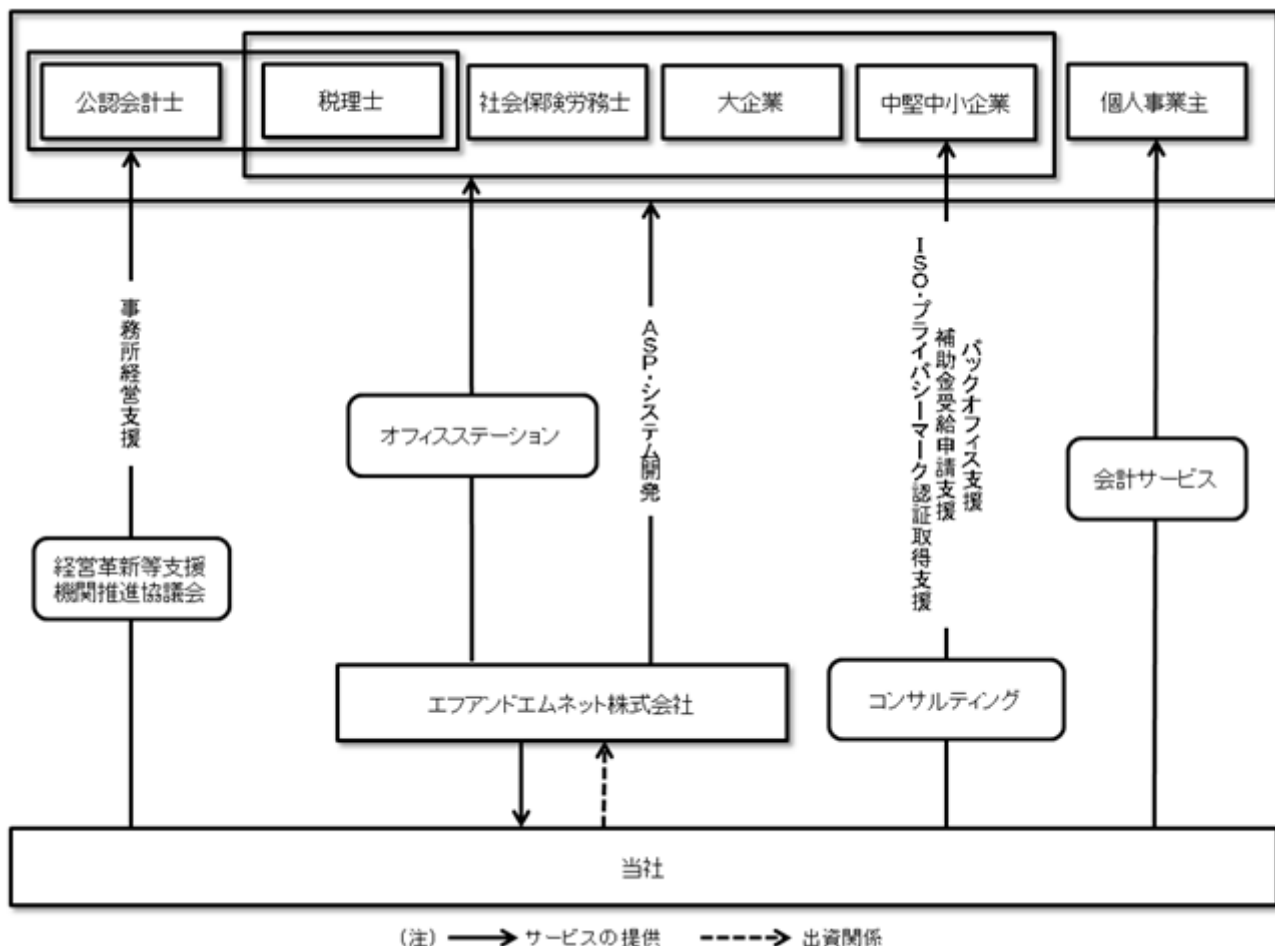 公認会計士
税理士
社会保険労務士
大企業
中堅中小企業
個人事業主
事務所経営支援
経営革新等支援
機関推進協議会
オフィスステーション
ASP・システム開発
バックオフィス支援
補助金受給申請支援
ISO・プライバシーマーク認証取得支援
会計サービス
エフアンドエムネット株式会社
コンサルティング
当社
(注) サービスの提供 出資関係